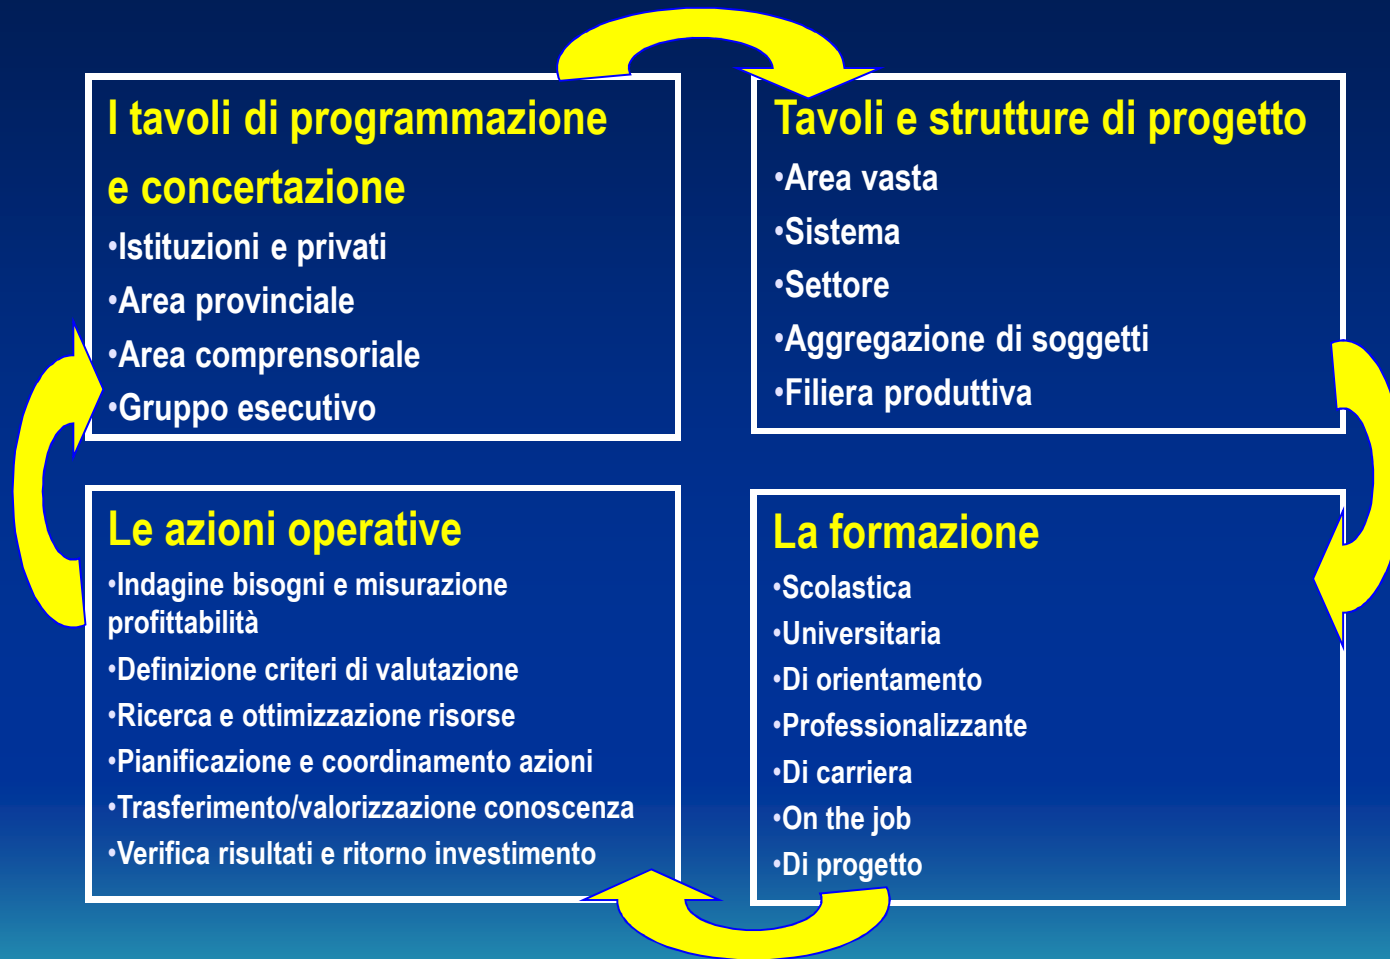 I tavoli di programmazione
e concertazione
•Istituzioni e privati
•Area provinciale
•Area comprensoriale
•Gruppo esecutivo
Tavoli e strutture di progetto
•Area vasta
•Sistema
•Settore
•Aggregazione di soggetti
•Filiera produttiva
Le azioni operative
•Indagine bisogni e misurazione
profittabilità
•Definizione criteri di valutazione
•Ricerca e ottimizzazione risorse
•Pianificazione e coordinamento azioni
•Trasferimento/valorizzazione conoscenza
•Verifica risultati e ritorno investimento
La formazione
•Scolastica
•Universitaria
•Di orientamento
•Professionalizzante
•Di carriera
•On the job
•Di progetto